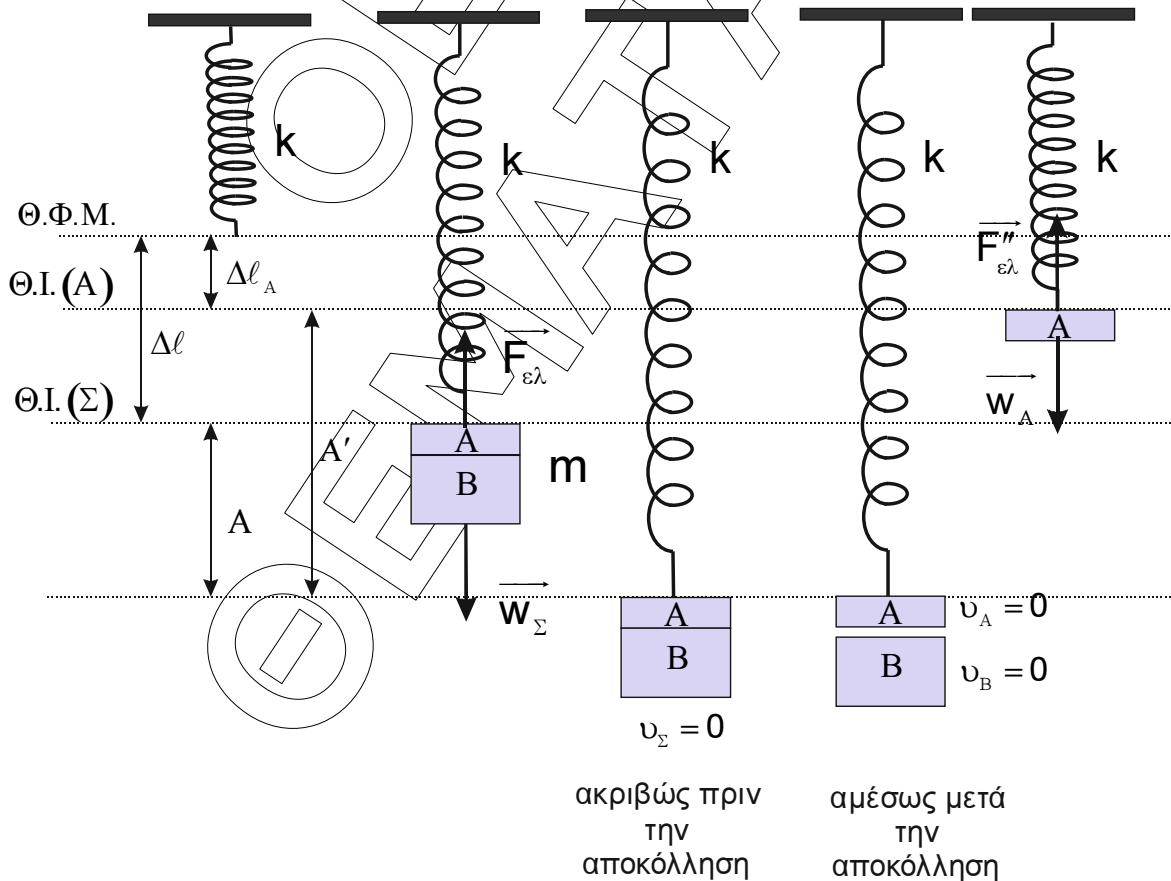 k
k
k
k
k
Θ.Φ.Μ.
Δℓ_A
F″_ελ
Θ.Ι.(Α)
A
Δℓ
F_ελ
w_A
Θ.Ι.(Σ)
A′
A
m
B
A
w_Σ
A
A
υ_A = 0
B
B
υ_B = 0
υ_Σ = 0
ακριβώς πριν
την
αποκόλληση
αμέσως μετά
την
αποκόλληση